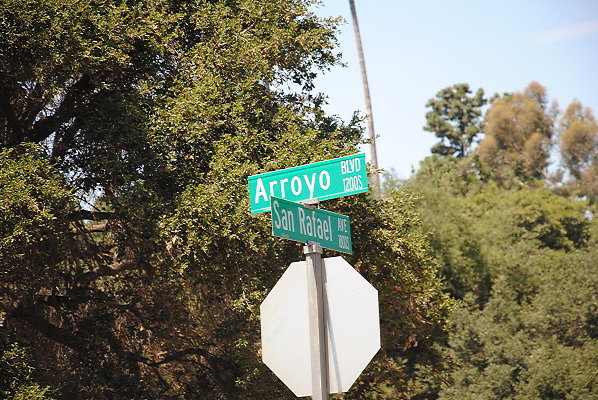 Arroyo BLVD
1200S
San Rafael AVE
1000S